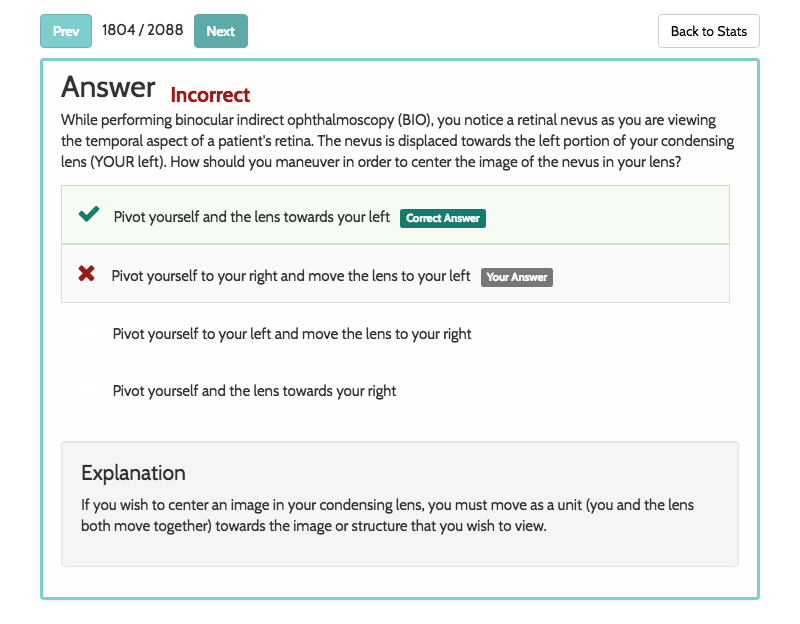 Prev 1804 / 2088 Next Back to Stats
Answer Incorrect
While performing binocular indirect ophthalmoscopy (BIO), you notice a retinal nevus as you are viewing
the temporal aspect of a patient's retina. The nevus is displaced towards the left portion of your condensing
lens (YOUR left). How should you maneuver in order to center the image of the nevus in your lens?
Pivot yourself and the lens towards your left Correct Answer
Pivot yourself to your right and move the lens to your left Your Answer
Pivot yourself to your left and move the lens to your right
Pivot yourself and the lens towards your right
Explanation
If you wish to center an image in your condensing lens, you must move as a unit (you and the lens
both move together) towards the image or structure that you wish to view.